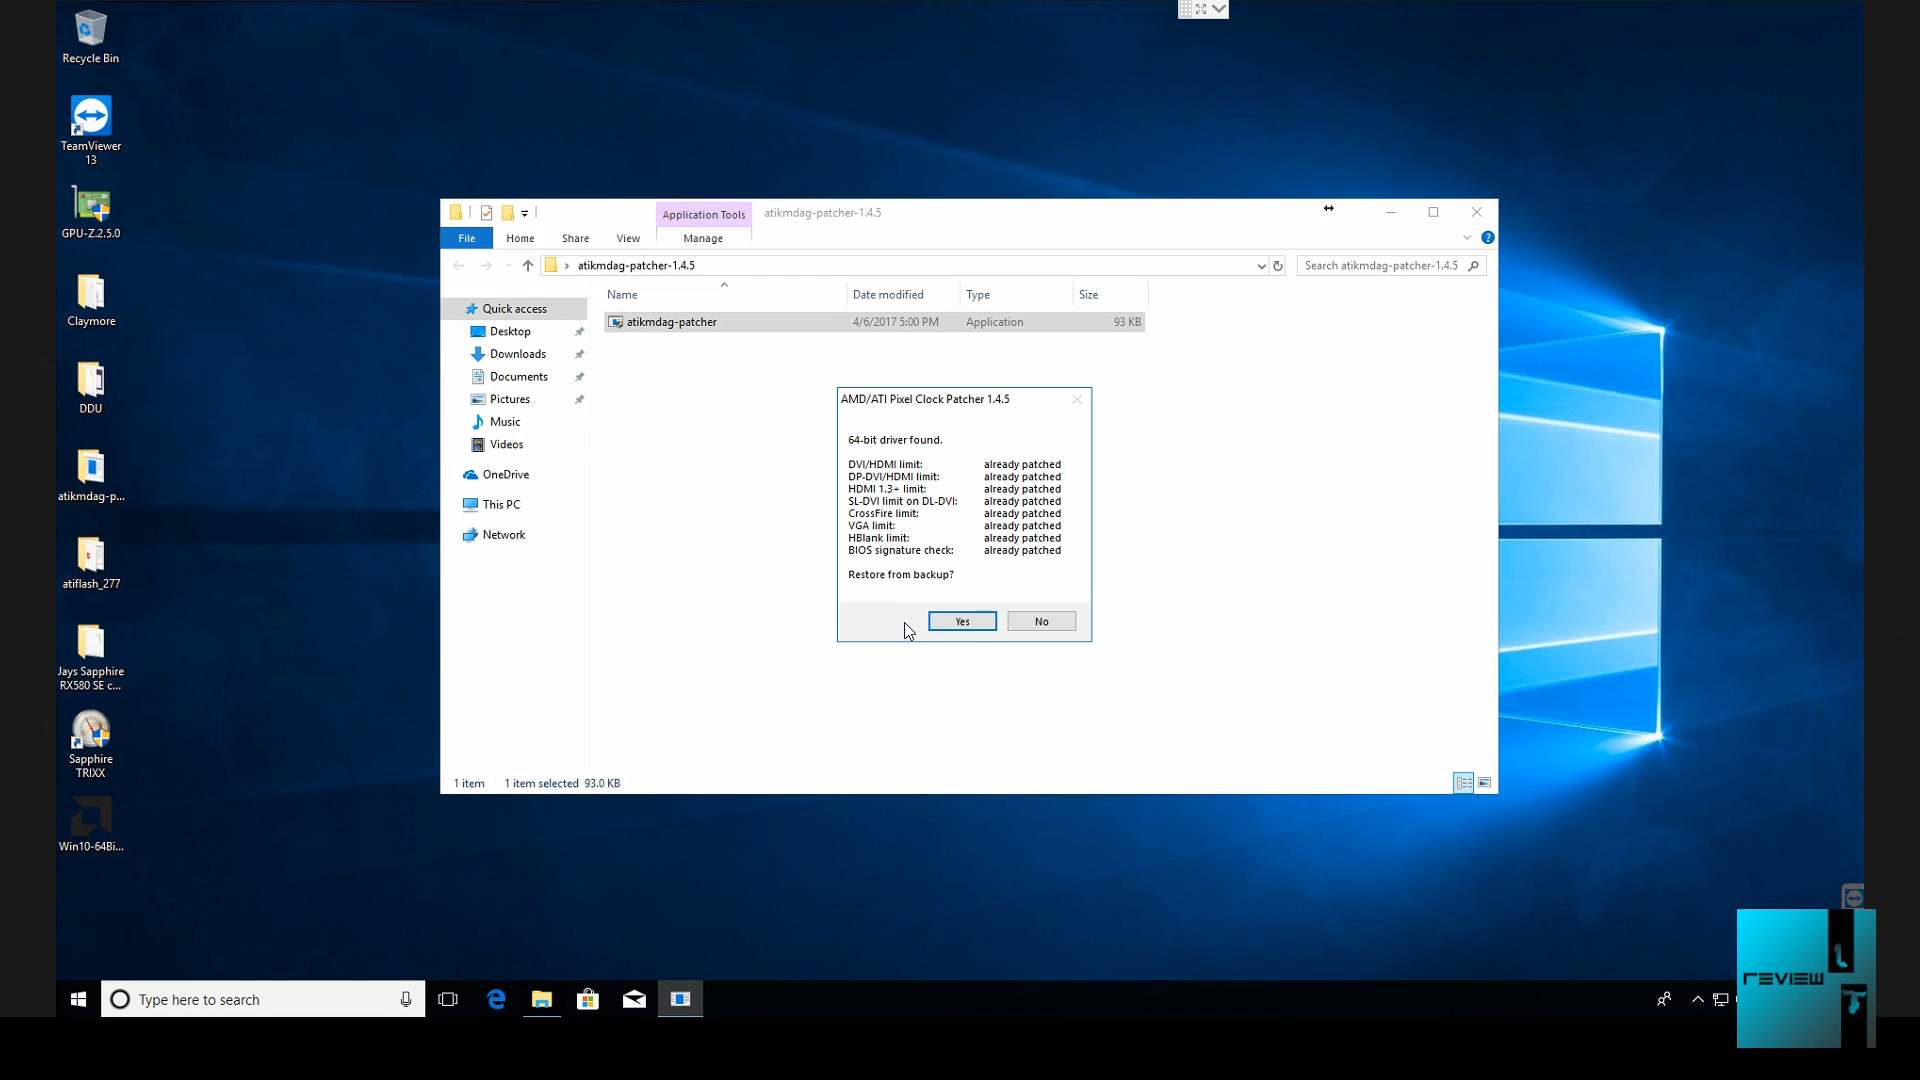 Recycle Bin
TeamViewer
13
GPU-Z.2.5.0
Claymore
DDU
atikmdag-p...
atiflash_277
Jays Sapphire
RX580 SE c...
Sapphire
TRIXX
Win10-64Bi...
Application Tools
atikmdag-patcher-1.4.5
File
Home
Share
View
Manage
atikmdag-patcher-1.4.5
Search atikmdag-patcher-1.4.5
Quick access
Desktop
Downloads
Documents
Pictures
Music
Videos
OneDrive
This PC
Network
Name
Date modified
Type
Size
atikmdag-patcher
4/6/2017 5:00 PM
Application
93 KB
AMD/ATI Pixel Clock Patcher 1.4.5
64-bit driver found.
DVI/HDMI limit: already patched
DP-DVI/HDMI limit: already patched
HDMI 1.3+ limit: already patched
SL-DVI limit on DL-DVI: already patched
CrossFire limit: already patched
VGA limit: already patched
HBlank limit: already patched
BIOS signature check: already patched
Restore from backup?
Yes
No
1 item
1 item selected 93.0 KB
Type here to search
REVIEW